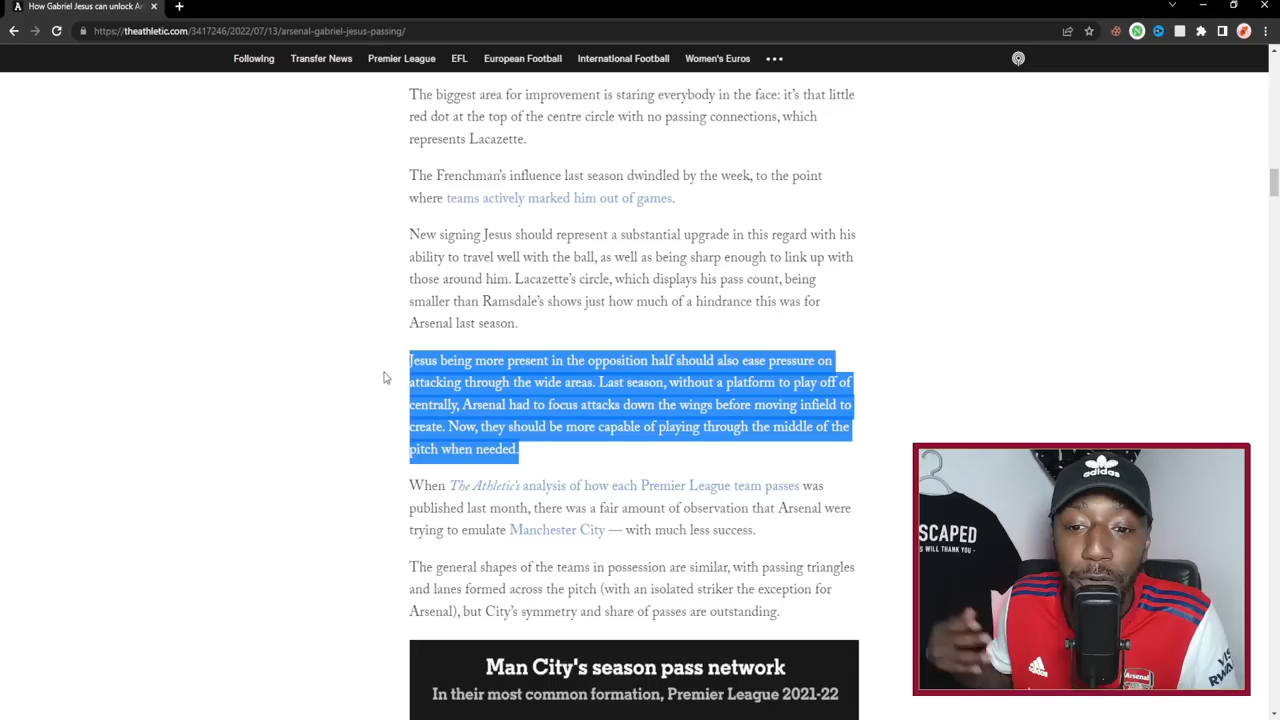 How Gabriel Jesus can unlock A
https://theathletic.com/3417246/2022/07/13/arsenal-gabriel-jesus-passing/
Following Transfer News Premier League EFL European Football International Football Women's Euros
The biggest area for improvement is staring everybody in the face: it's that little
red dot at the top of the centre circle with no passing connections, which
represents Lacazette.
The Frenchman's influence last season dwindled by the week, to the point
where teams actively marked him out of games.
New signing Jesus should represent a substantial upgrade in this regard with his
ability to travel well with the ball, as well as being sharp enough to link up with
those around him. Lacazette's circle, which displays his pass count, being
smaller than Ramsdale's shows just how much of a hindrance this was for
Arsenal last season.
Jesus being more present in the opposition half should also ease pressure on
attacking through the wide areas. Last season, without a platform to play off of
centrally, Arsenal had to focus attacks down the wings before moving infield to
create. Now, they should be more capable of playing through the middle of the
pitch when needed.
When The Athletic's analysis of how each Premier League team passes was
published last month, there was a fair amount of observation that Arsenal were
trying to emulate Manchester City — with much less success.
The general shapes of the teams in possession are similar, with passing triangles
and lanes formed across the pitch (with an isolated striker the exception for
Arsenal), but City's symmetry and share of passes are outstanding.
Man City's season pass network
In their most common formation, Premier League 2021-22
adidas
SCAPED
S WILL THANK YOU -
Arsenal